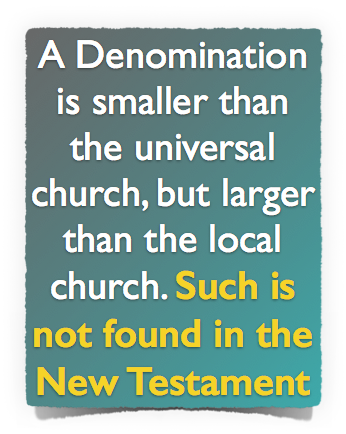 A Denomination
is smaller than
the universal
church, but larger
than the local
church. Such is
not found in the
New Testament